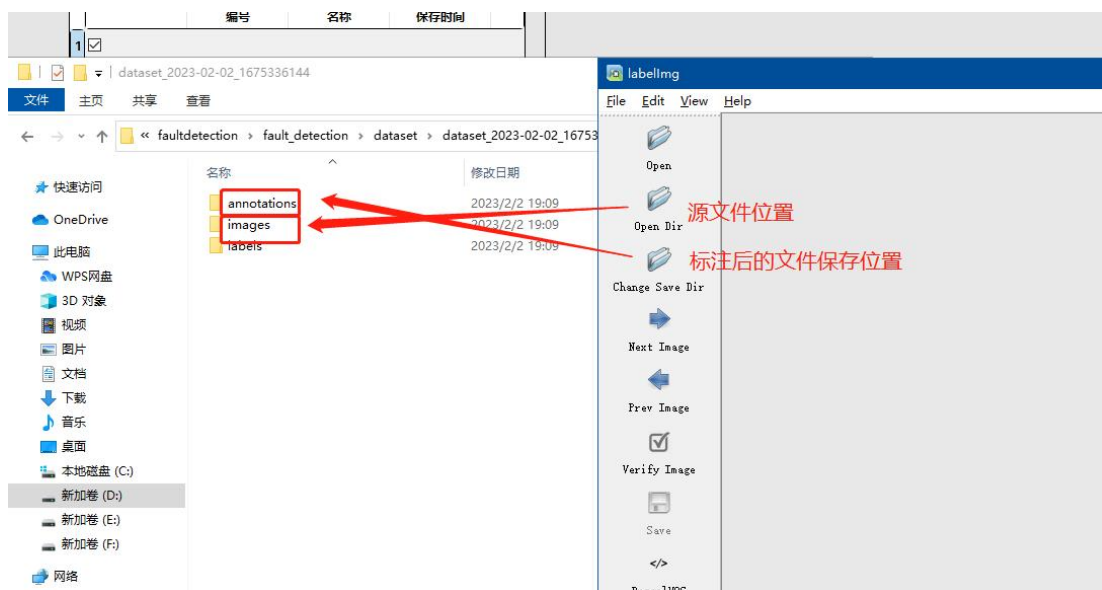 编号 名称 保存时间
1
dataset_2023-02-02_1675336144
文件 主页 共享 查看
« faultdetection › fault_detection › dataset › dataset_2023-02-02_16753
名称 修改日期
annotations 2023/2/2 19:09
images 2023/2/2 19:09
labels 2023/2/2 19:09
快速访问
OneDrive
此电脑
WPS网盘
3D 对象
视频
图片
文档
下载
音乐
桌面
本地磁盘 (C:)
新加卷 (D:)
新加卷 (E:)
新加卷 (F:)
网络
labelImg
File Edit View Help
Open
Open Dir
源文件位置
Change Save Dir
标注后的文件保存位置
Next Image
Prev Image
Verify Image
Save
</>